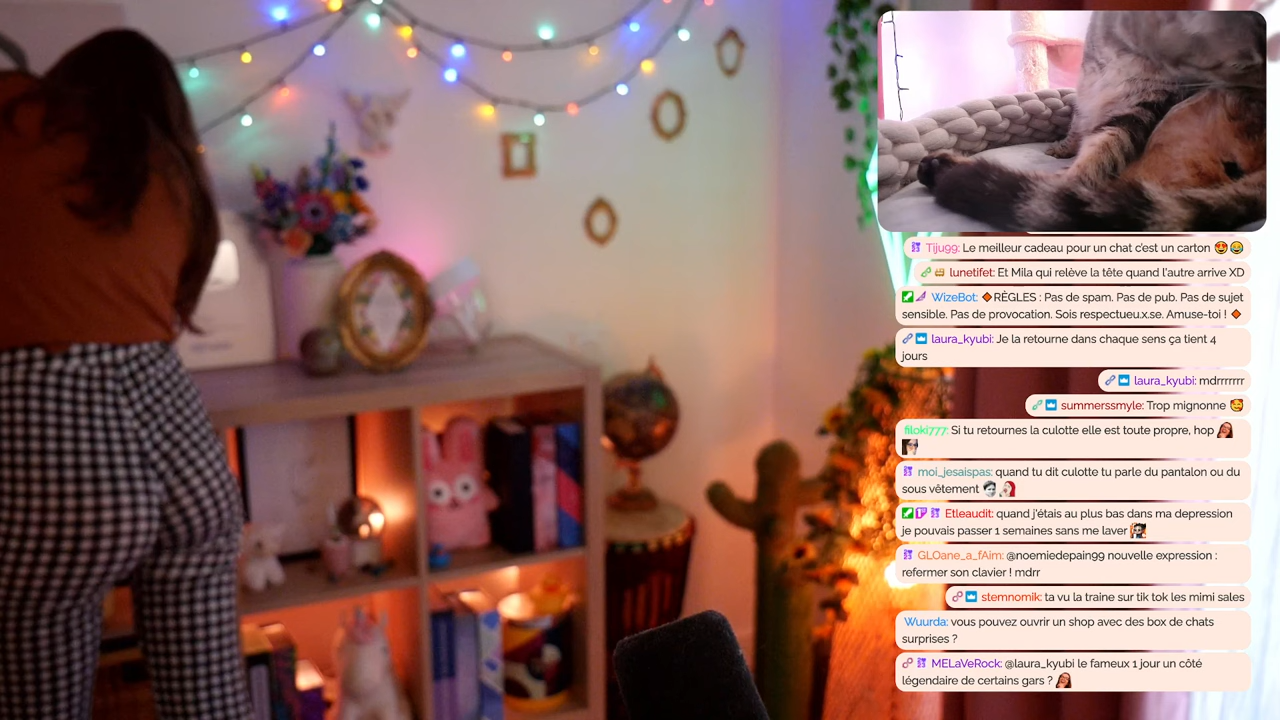 Tiju99: Le meilleur cadeau pour un chat c'est un carton 😍😂
lunetifet: Et Mila qui relève la tête quand l'autre arrive XD
WizeBot: 🔶RÈGLES : Pas de spam. Pas de pub. Pas de sujet
sensible. Pas de provocation. Sois respectueu.x.se. Amuse-toi ! 🔶
laura_kyubi: Je la retourne dans chaque sens ça tient 4
jours
laura_kyubi: mdrrrrrrr
summerssmyle: Trop mignonne 🥰
filoki777: Si tu retournes la culotte elle est toute propre, hop
moi_jesaispas: quand tu dit culotte tu parle du pantalon ou du
sous vêtement
Etleaudit: quand j'étais au plus bas dans ma depression
je pouvais passer 1 semaines sans me laver
GLOane_a_fAim: @noemiedepain99 nouvelle expression :
refermer son clavier ! mdrr
stemnomik: ta vu la traine sur tik tok les mimi sales
Wuurda: vous pouvez ouvrir un shop avec des box de chats
surprises ?
MELaVeRock: @laura_kyubi le fameux 1 jour un côté
légendaire de certains gars ?